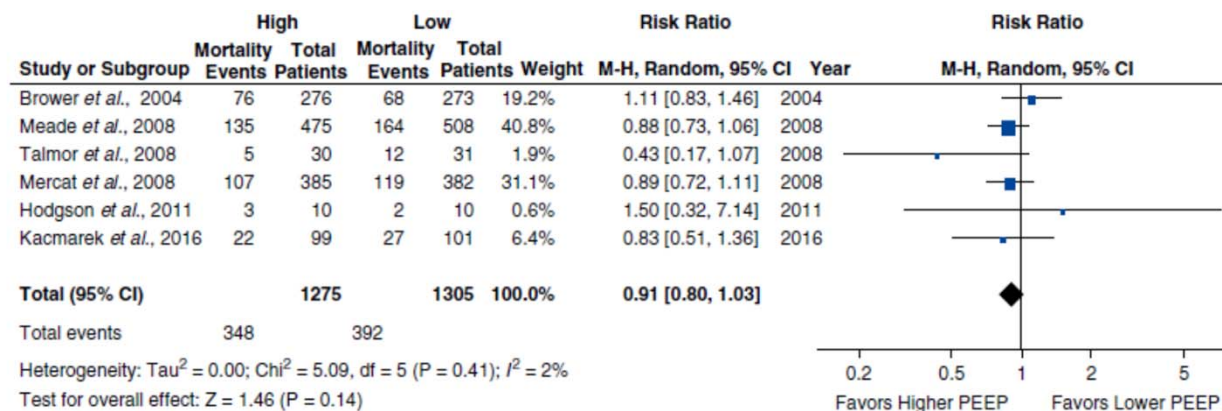 High Low Risk Ratio Risk Ratio
Mortality Total Mortality Total
Study or Subgroup Events Patients Events Patients Weight M-H, Random, 95% CI Year M-H, Random, 95% CI
Brower et al., 2004 76 276 68 273 19.2% 1.11 [0.83, 1.46] 2004
Meade et al., 2008 135 475 164 508 40.8% 0.88 [0.73, 1.06] 2008
Talmor et al., 2008 5 30 12 31 1.9% 0.43 [0.17, 1.07] 2008
Mercat et al., 2008 107 385 119 382 31.1% 0.89 [0.72, 1.11] 2008
Hodgson et al., 2011 3 10 2 10 0.6% 1.50 [0.32, 7.14] 2011
Kacmarek et al., 2016 22 99 27 101 6.4% 0.83 [0.51, 1.36] 2016
Total (95% CI) 1275 1305 100.0% 0.91 [0.80, 1.03]
Total events 348 392
Heterogeneity: Tau² = 0.00; Chi² = 5.09, df = 5 (P = 0.41); I² = 2%
Test for overall effect: Z = 1.46 (P = 0.14)
0.2 0.5 1 2 5
Favors Higher PEEP Favors Lower PEEP